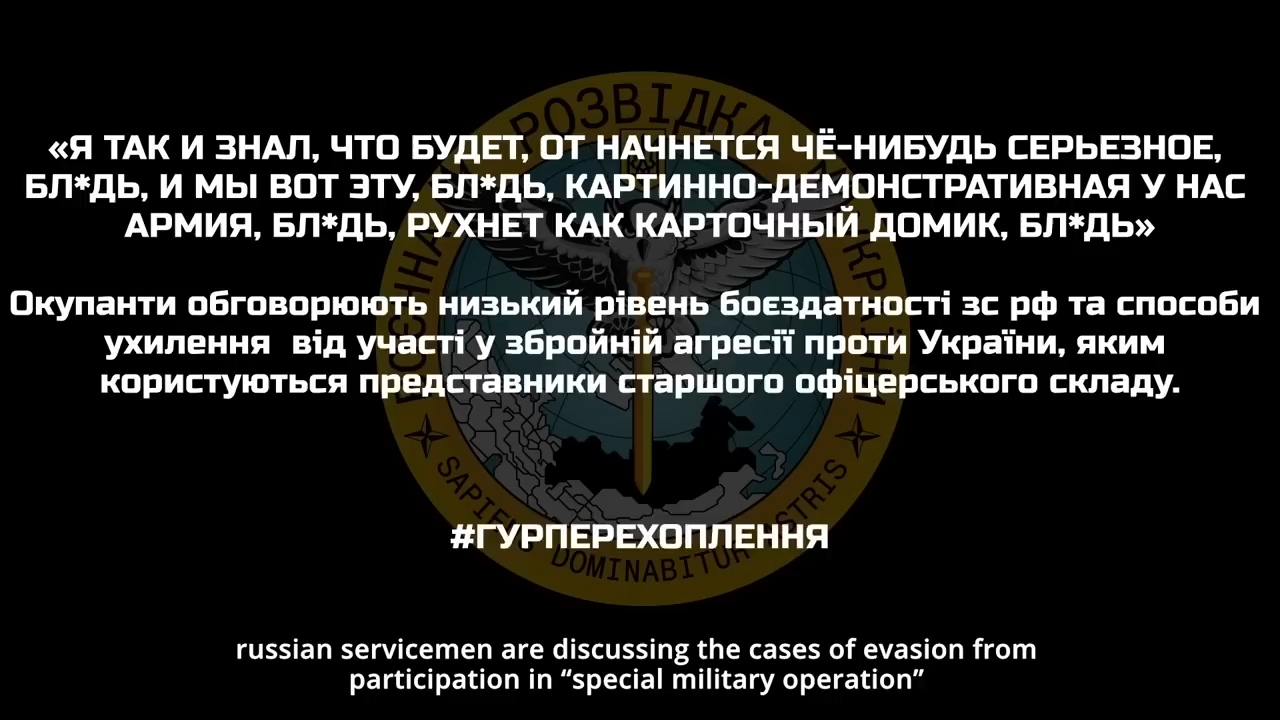 «Я ТАК И ЗНАЛ, ЧТО БУДЕТ, ОТ НАЧНЕТСЯ ЧЁ-НИБУДЬ СЕРЬЕЗНОЕ,
БЛ*ДЬ, И МЫ ВОТ ЭТУ, БЛ*ДЬ, КАРТИННО-ДЕМОНСТРАТИВНАЯ У НАС
АРМИЯ, БЛ*ДЬ, РУХНЕТ КАК КАРТОЧНЫЙ ДОМИК, БЛ*ДЬ»
Окупанти обговорюють низький рівень боєздатності зс рф та способи
ухилення від участі у збройній агресії проти України, яким
користуються представники старшого офіцерського складу.
#ГУРПЕРЕХОПЛЕННЯ
russian servicemen are discussing the cases of evasion from
participation in “special military operation”
РОЗВІДКА
DOMINABITUR